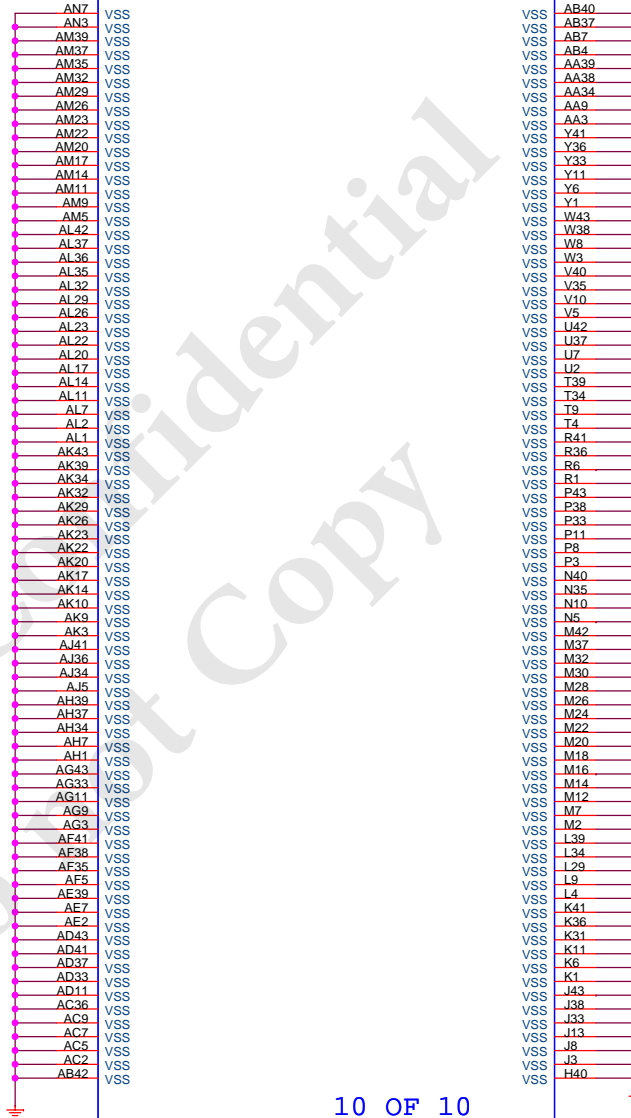 AN7 VSS VSS AB40
AN3 VSS VSS AB37
AM39 VSS VSS AB7
AM37 VSS VSS AB4
AM35 VSS VSS AA39
AM32 VSS VSS AA38
AM29 VSS VSS AA34
AM26 VSS VSS AA9
AM23 VSS VSS AA3
AM22 VSS VSS Y41
AM20 VSS VSS Y36
AM17 VSS VSS Y33
AM14 VSS VSS Y11
AM11 VSS VSS Y6
AM9 VSS VSS Y1
AM5 VSS VSS W43
AL42 VSS VSS W38
AL37 VSS VSS W8
AL36 VSS VSS W3
AL35 VSS VSS V40
AL32 VSS VSS V35
AL29 VSS VSS V10
AL26 VSS VSS V5
AL23 VSS VSS U42
AL22 VSS VSS U37
AL20 VSS VSS U7
AL17 VSS VSS U2
AL14 VSS VSS T39
AL11 VSS VSS T34
AL7 VSS VSS T9
AL2 VSS VSS T4
AL1 VSS VSS R41
AK43 VSS VSS R36
AK39 VSS VSS R6
AK34 VSS VSS R1
AK32 VSS VSS P43
AK29 VSS VSS P38
AK26 VSS VSS P33
AK23 VSS VSS P11
AK22 VSS VSS P8
AK20 VSS VSS P3
AK17 VSS VSS N40
AK14 VSS VSS N35
AK10 VSS VSS N10
AK9 VSS VSS N5
AK3 VSS VSS M42
AJ41 VSS VSS M37
AJ36 VSS VSS M32
AJ34 VSS VSS M30
AJ5 VSS VSS M28
AH39 VSS VSS M26
AH37 VSS VSS M24
AH34 VSS VSS M22
AH7 VSS VSS M20
AH1 VSS VSS M18
AG43 VSS VSS M16
AG33 VSS VSS M14
AG11 VSS VSS M12
AG9 VSS VSS M7
AG3 VSS VSS M2
AF41 VSS VSS L39
AF38 VSS VSS L34
AF35 VSS VSS L29
AF5 VSS VSS L9
AE39 VSS VSS L4
AE7 VSS VSS K41
AE2 VSS VSS K36
AD43 VSS VSS K31
AD41 VSS VSS K11
AD37 VSS VSS K6
AD33 VSS VSS K1
AD11 VSS VSS J43
AC36 VSS VSS J38
AC9 VSS VSS J33
AC7 VSS VSS J13
AC5 VSS VSS J8
AC2 VSS VSS J3
AB42 VSS VSS H40
10 OF 10
Confidential
not Copy